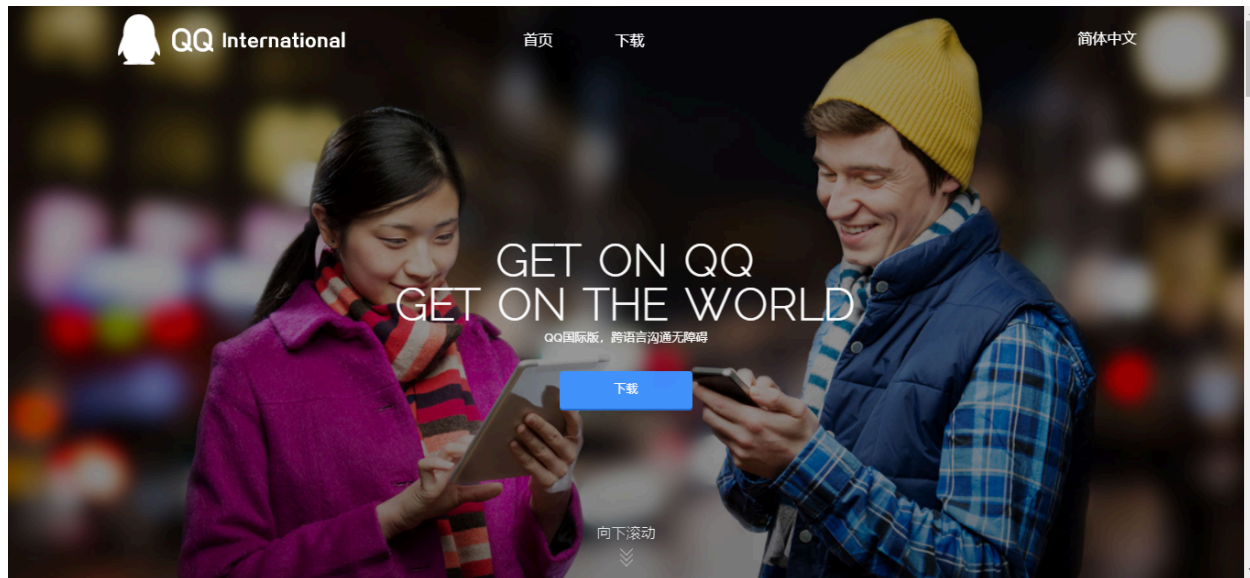 QQ International
首页
下载
简体中文
GET ON QQ
GET ON THE WORLD
QQ国际版，跨语言沟通无障碍
下载
向下滚动